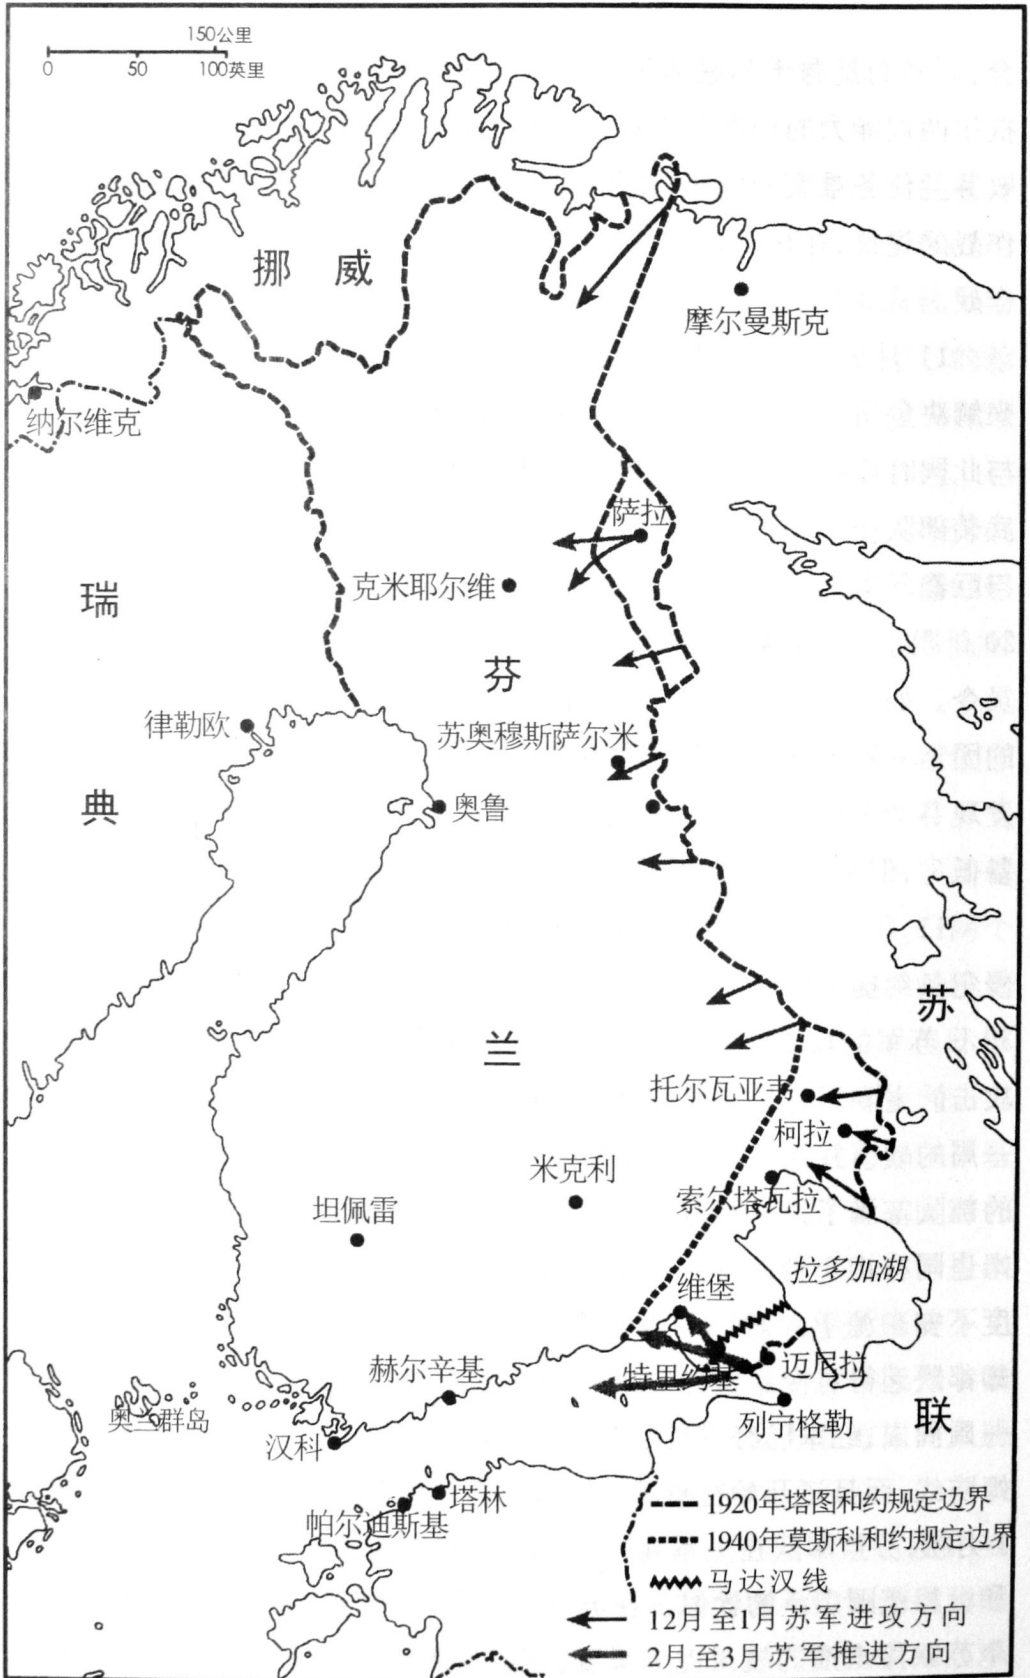 150公里
0 50 100英里
挪 威
摩尔曼斯克
纳尔维克
萨拉
克米耶尔维
瑞
芬
律勒欧
苏奥穆斯萨尔米
典
奥鲁
苏
兰
托尔瓦亚韦
柯拉
米克利
索尔塔瓦拉
坦佩雷
拉多加湖
维堡
迈尼拉
赫尔辛基
特里约基
奥兰群岛
列宁格勒
联
汉科
塔林
帕尔迪斯基
1920年塔图和约规定边界
1940年莫斯科和约规定边界
马达汉线
12月至1月苏军进攻方向
2月至3月苏军推进方向